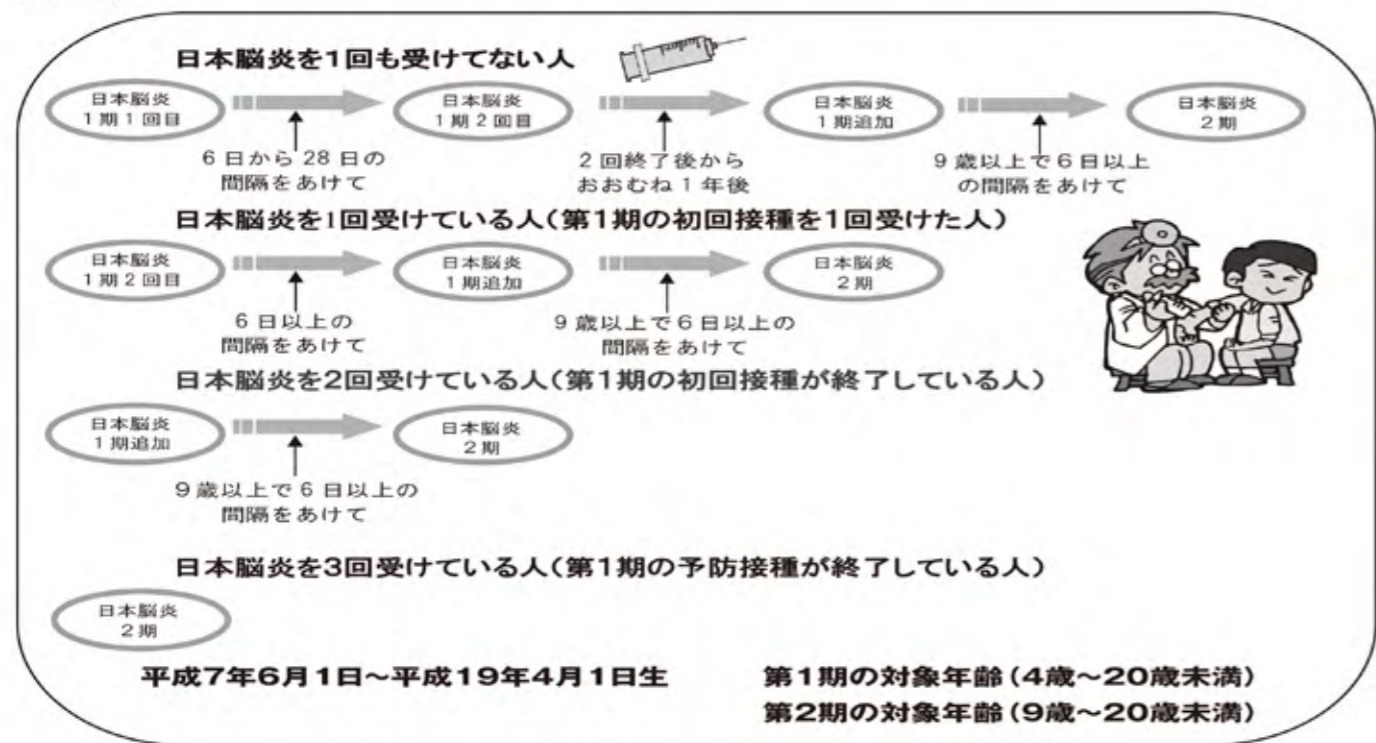 日本脳炎を1回も受けてない人
日本脳炎
1期1回目
日本脳炎
1期2回目
日本脳炎
1期追加
日本脳炎
2期
6日から28日の
間隔をあけて
2回終了後から
おおむね1年後
9歳以上で6日以上
の間隔をあけて
日本脳炎を1回受けている人(第1期の初回接種を1回受けた人)
日本脳炎
1期2回目
日本脳炎
1期追加
日本脳炎
2期
6日以上の
間隔をあけて
9歳以上で6日以上の
間隔をあけて
日本脳炎を2回受けている人(第1期の初回接種が終了している人)
日本脳炎
1期追加
日本脳炎
2期
9歳以上で6日以上の
間隔をあけて
日本脳炎を3回受けている人(第1期の予防接種が終了している人)
日本脳炎
2期
平成7年6月1日〜平成19年4月1日生
第1期の対象年齢(4歳〜20歳未満)
第2期の対象年齢(9歳〜20歳未満)